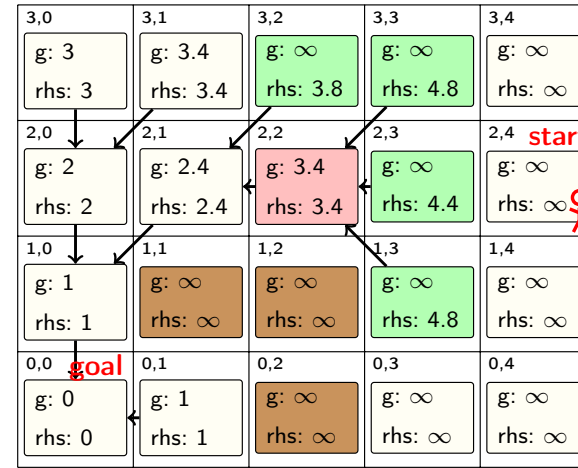 3,0 3,1 3,2 3,3 3,4
g: 3 g: 3.4 g: ∞ g: ∞ g: ∞
rhs: 3 rhs: 3.4 rhs: 3.8 rhs: 4.8 rhs: ∞
2,0 2,1 2,2 2,3 2,4 star
g: 2 g: 2.4 g: 3.4 g: ∞ g: ∞
rhs: 2 rhs: 2.4 rhs: 3.4 rhs: 4.4 rhs: ∞
1,0 1,1 1,2 1,3 1,4
g: 1 g: ∞ g: ∞ g: ∞ g: ∞
rhs: 1 rhs: ∞ rhs: ∞ rhs: 4.8 rhs: ∞
0,0 goal 0,1 0,2 0,3 0,4
g: 0 g: 1 g: ∞ g: ∞ g: ∞
rhs: 0 rhs: 1 rhs: ∞ rhs: ∞ rhs: ∞